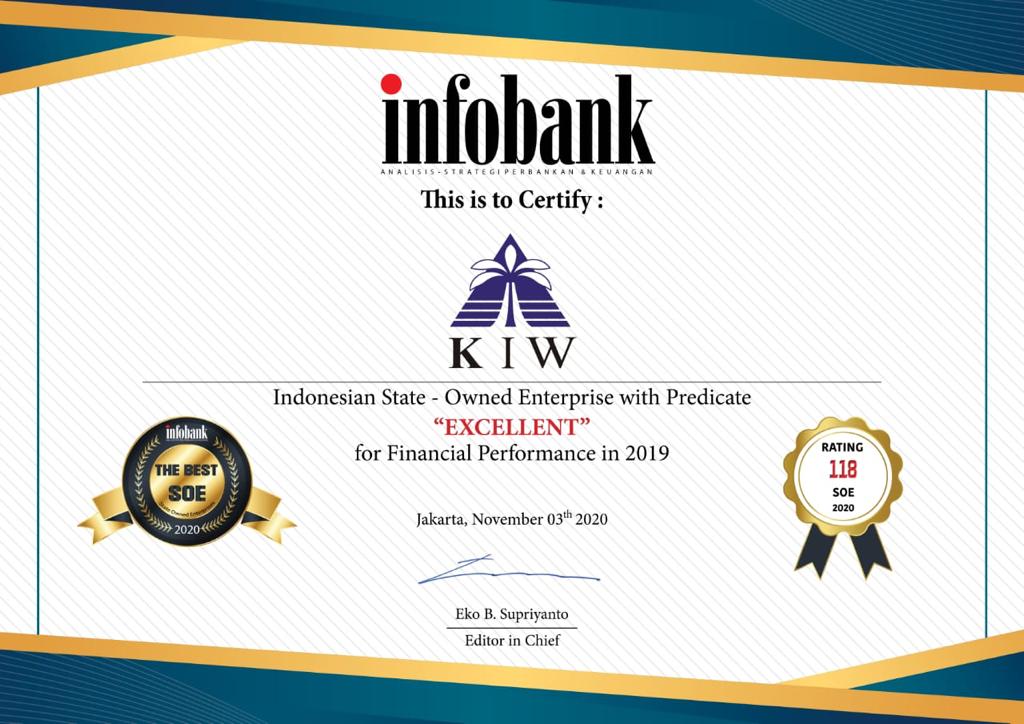 infobank
ANALISIS-STRATEGI PERBANKAN & KEUANGAN
This is to Certify :
KIW
Indonesian State - Owned Enterprise with Predicate
“EXCELLENT”
for Financial Performance in 2019
infobank
THE BEST
SOE
State Owned Enterprises
2020
RATING
118
SOE
2020
Jakarta, November 03th 2020
Eko B. Supriyanto
Editor in Chief